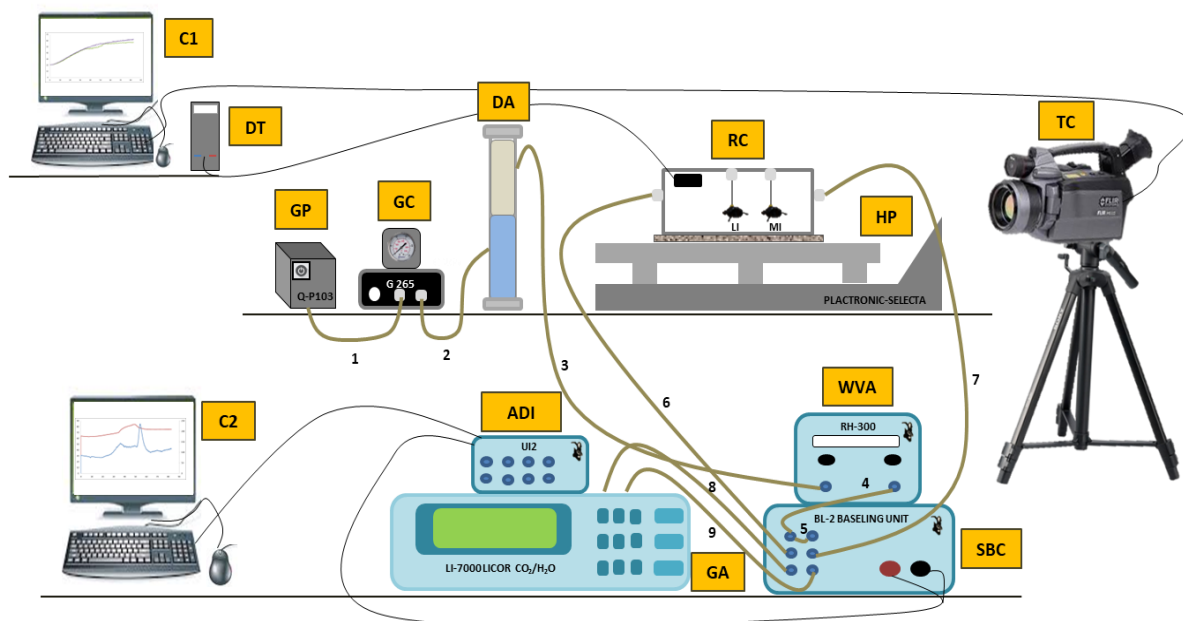 C1
DT
DA
RC
TC
GP
GC
HP
LI
MI
Q-P103
G 265
PLACTRONIC-SELECTA
FLIR
1
2
3
6
7
C2
ADI
WVA
UI2
RH-300
4
8
BL-2 BASELING UNIT
5
9
SBC
LI-7000 LICOR CO₂/H₂O
GA